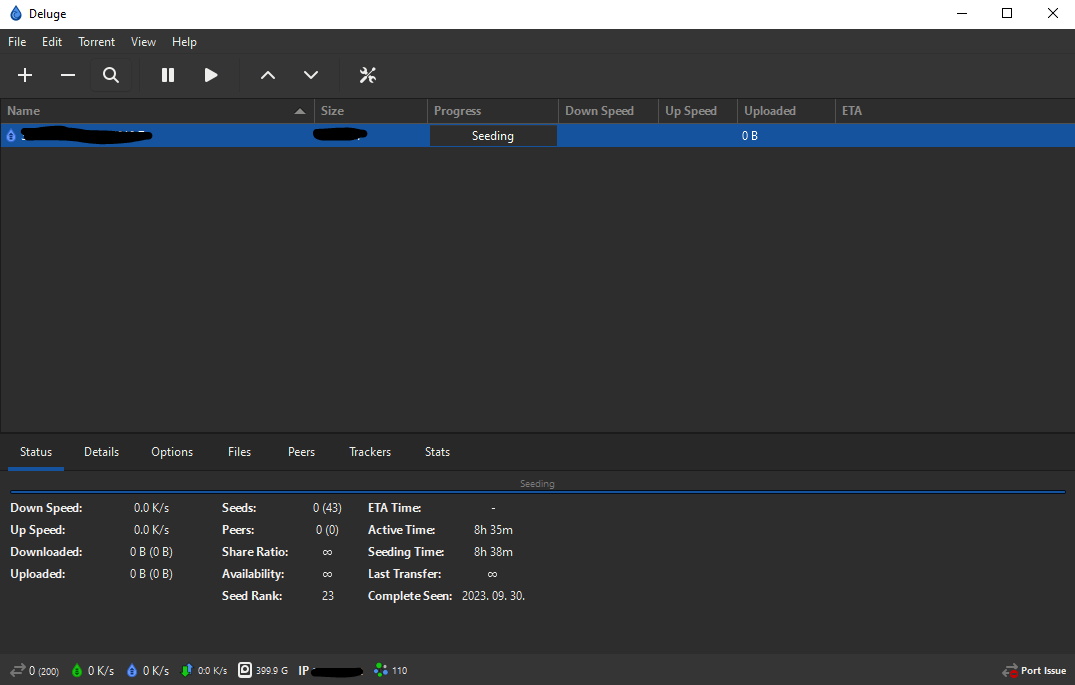 Deluge
File Edit Torrent View Help
Name Size Progress Down Speed Up Speed Uploaded ETA
Seeding 0 B
Status Details Options Files Peers Trackers Stats
Seeding
Down Speed: 0.0 K/s Seeds: 0 (43) ETA Time: -
Up Speed: 0.0 K/s Peers: 0 (0) Active Time: 8h 35m
Downloaded: 0 B (0 B) Share Ratio: ∞ Seeding Time: 8h 38m
Uploaded: 0 B (0 B) Availability: ∞ Last Transfer: ∞
Seed Rank: 23 Complete Seen: 2023. 09. 30.
0 (200) 0 K/s 0 K/s 0:0 K/s 399.9 G IP 110 Port Issue